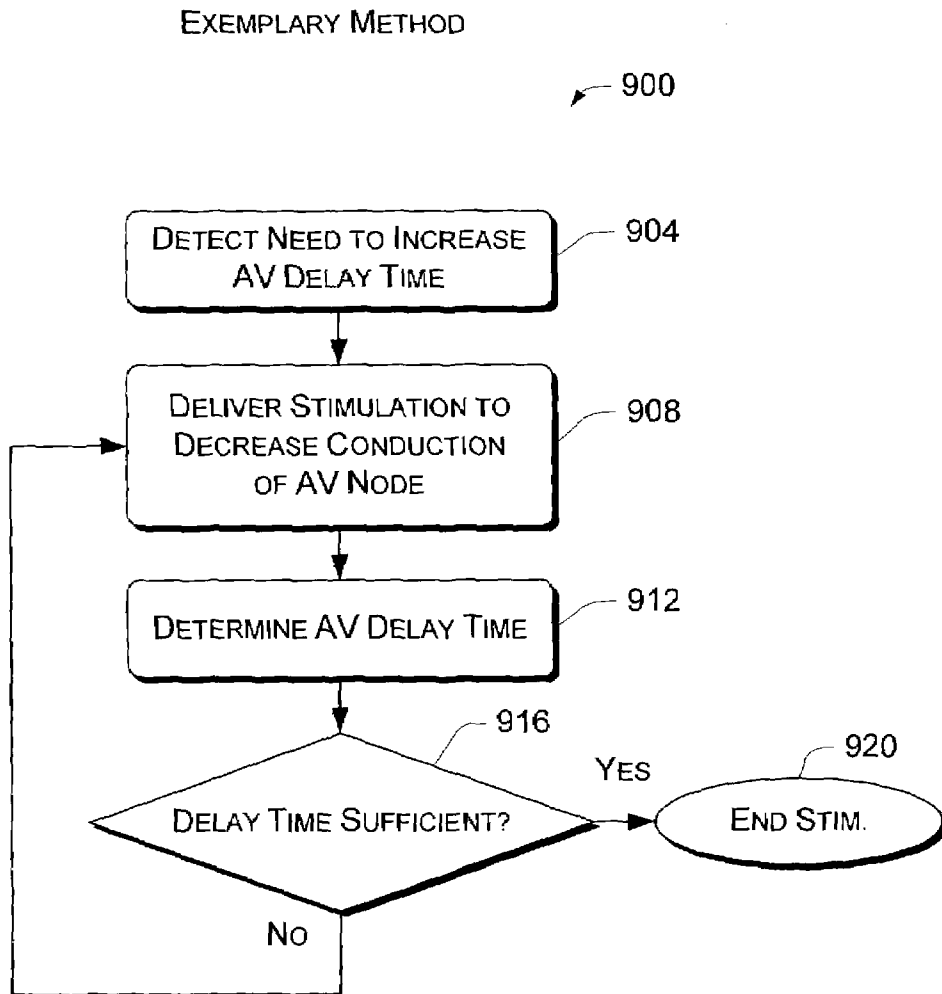 EXEMPLARY METHOD
900
DETECT NEED TO INCREASE
AV DELAY TIME
904
DELIVER STIMULATION TO
DECREASE CONDUCTION
OF AV NODE
908
DETERMINE AV DELAY TIME
912
916
DELAY TIME SUFFICIENT?
YES
920
END STIM.
NO